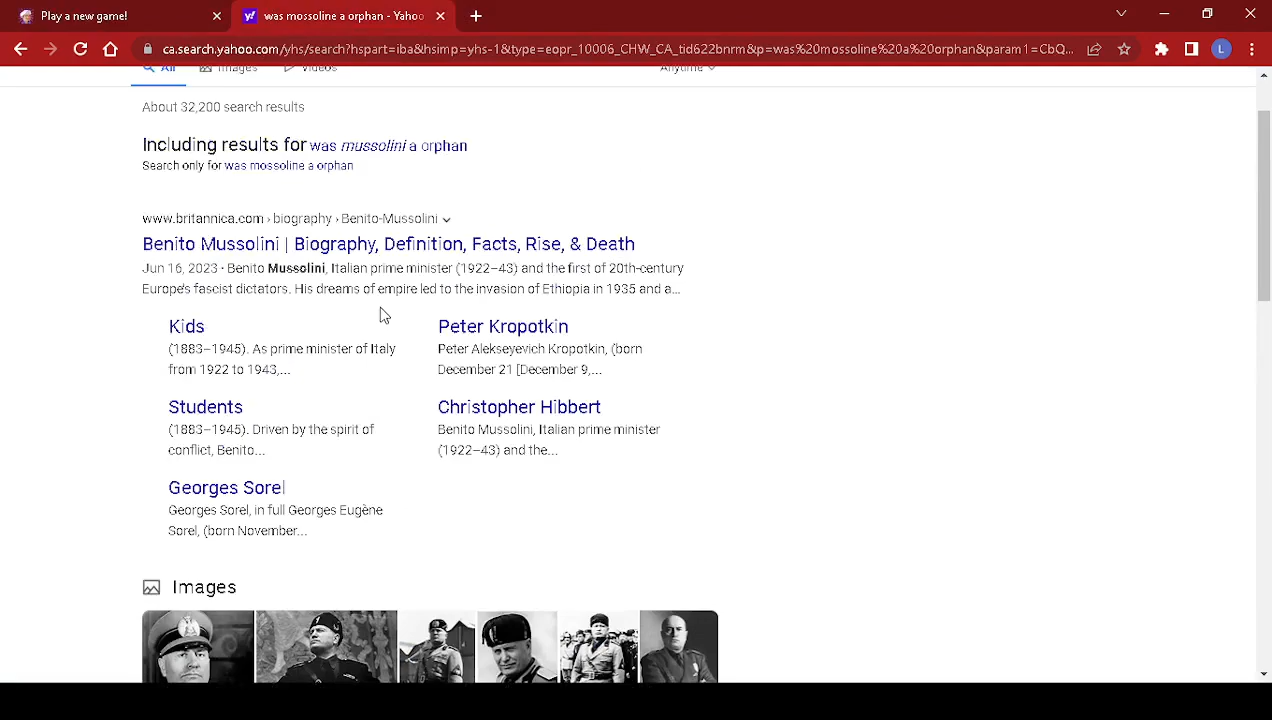 Play a new game!
was mossoline a orphan - Yahoo
ca.search.yahoo.com/yhs/search?hspart=iba&hsimp=yhs-1&type=eopr_10006_CHW_CA_tid622bnrm&p=was%20mossoline%20a%20orphan&param1=CbQ...
L
All
Images
Videos
Anytime
About 32,200 search results
Including results for was mussolini a orphan
Search only for was mossoline a orphan
www.britannica.com › biography › Benito-Mussolini
Benito Mussolini | Biography, Definition, Facts, Rise, & Death
Jun 16, 2023 · Benito Mussolini, Italian prime minister (1922–43) and the first of 20th-century
Europe's fascist dictators. His dreams of empire led to the invasion of Ethiopia in 1935 and a...
Kids
(1883–1945). As prime minister of Italy
from 1922 to 1943,...
Peter Kropotkin
Peter Alekseyevich Kropotkin, (born
December 21 [December 9,...
Students
(1883–1945). Driven by the spirit of
conflict, Benito...
Christopher Hibbert
Benito Mussolini, Italian prime minister
(1922–43) and the...
Georges Sorel
Georges Sorel, in full Georges Eugène
Sorel, (born November...
Images